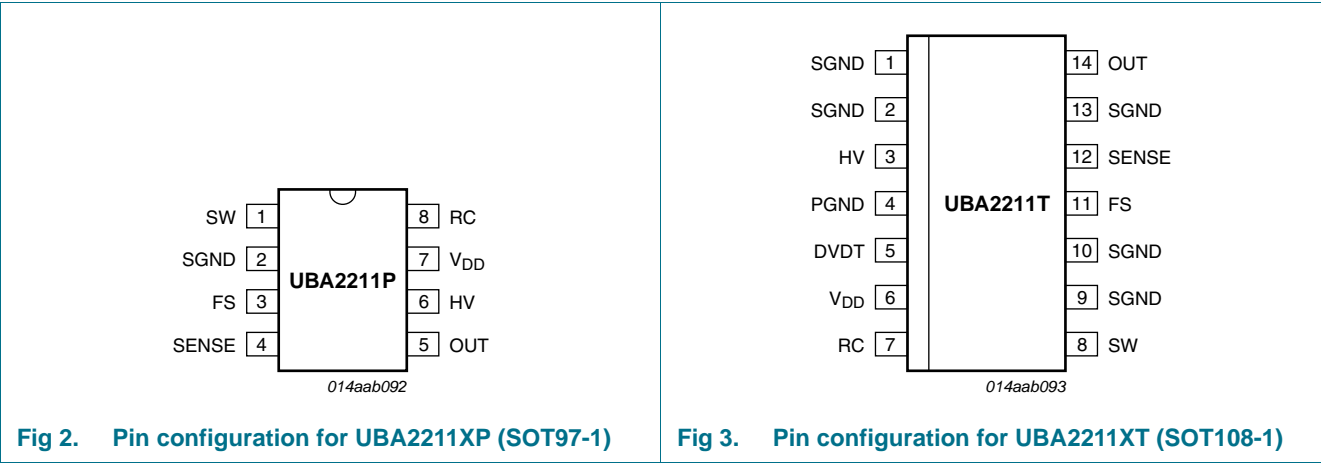 SW 1 8 RC
SGND 2 7 VDD
UBA2211P
FS 3 6 HV
SENSE 4 5 OUT
014aab092
Fig 2. Pin configuration for UBA2211XP (SOT97-1)
SGND 1 14 OUT
SGND 2 13 SGND
HV 3 12 SENSE
PGND 4 UBA2211T 11 FS
DVDT 5 10 SGND
VDD 6 9 SGND
RC 7 8 SW
014aab093
Fig 3. Pin configuration for UBA2211XT (SOT108-1)